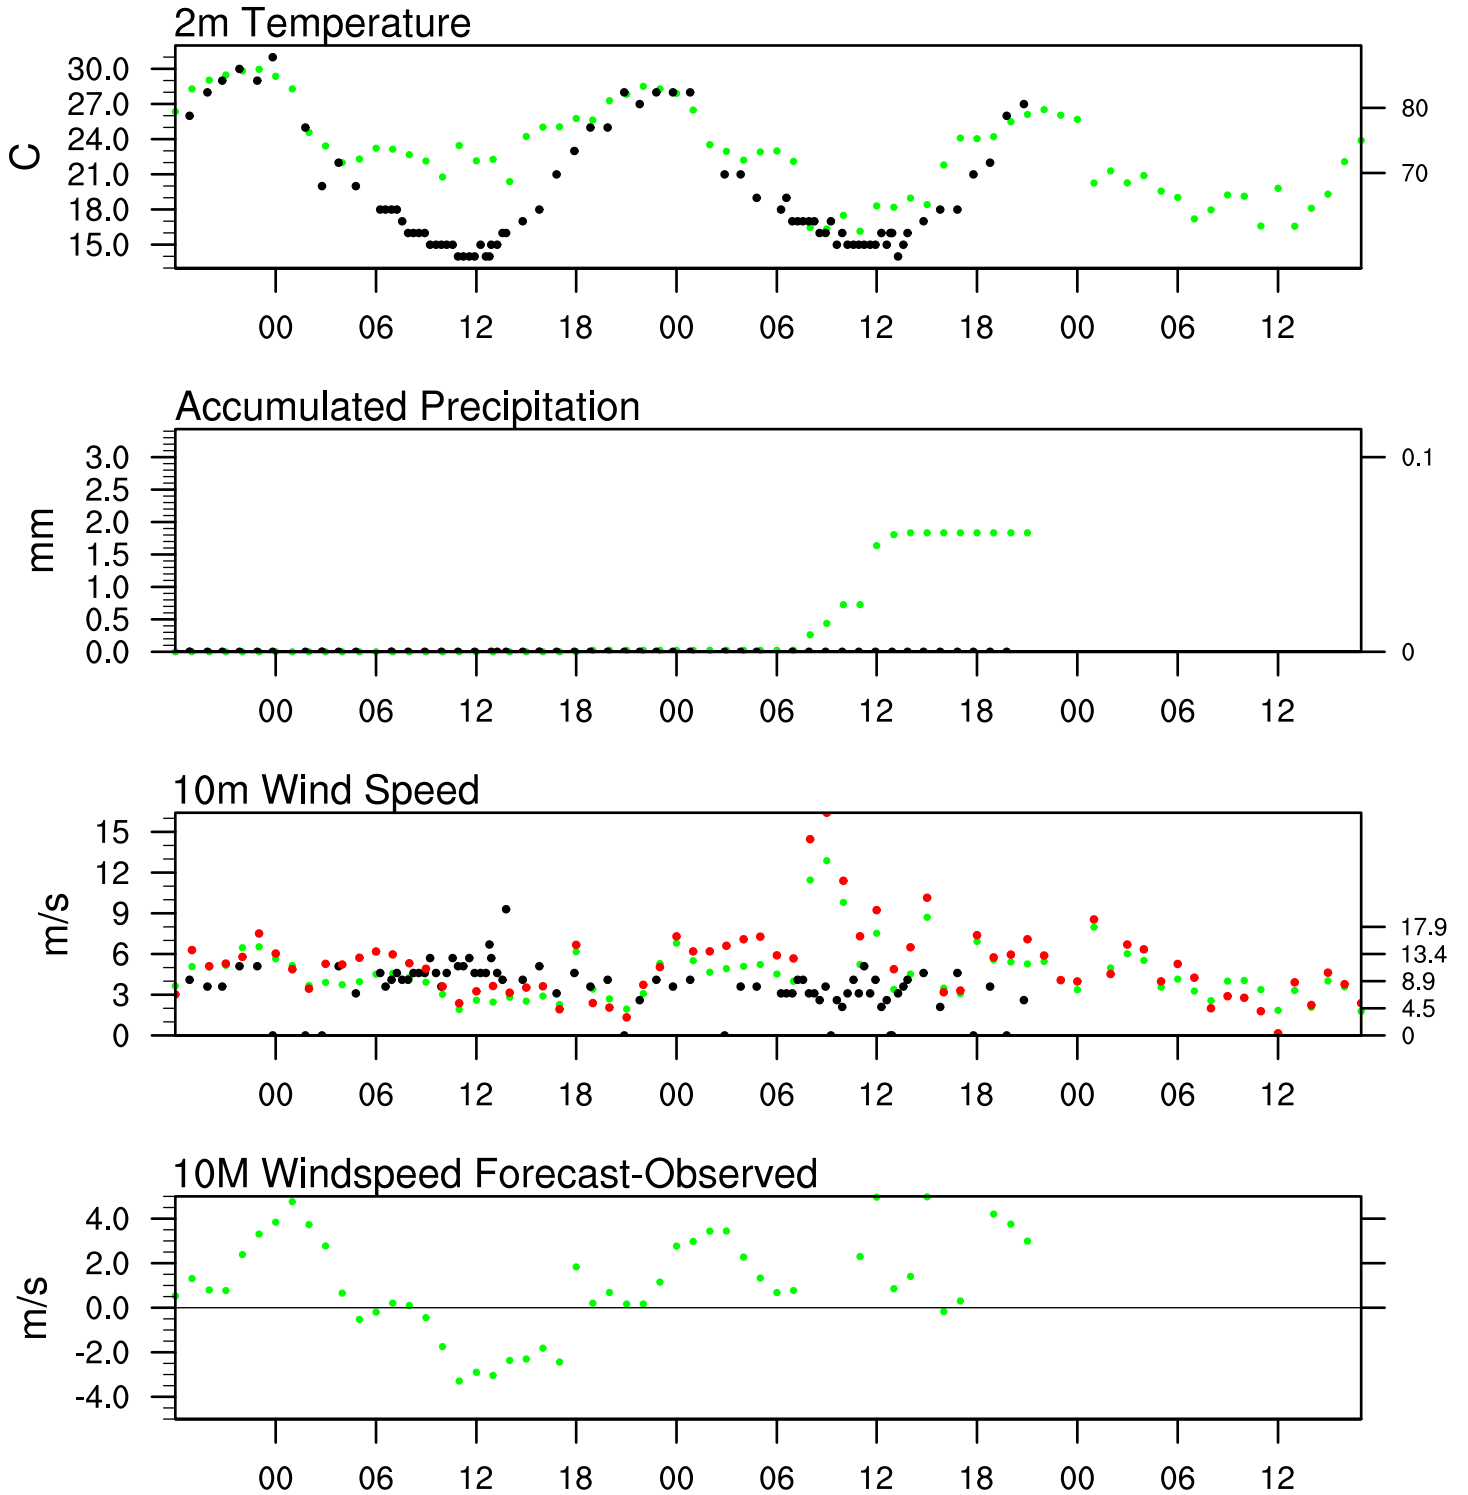 2m Temperature
30.0
27.0
24.0
21.0
18.0
15.0
C
80
70
00 06 12 18 00 06 12 18 00 06 12
Accumulated Precipitation
3.0
2.5
2.0
1.5
1.0
0.5
0.0
mm
0.1
0
00 06 12 18 00 06 12 18 00 06 12
10m Wind Speed
15
12
9
6
3
0
m/s
17.9
13.4
8.9
4.5
0
00 06 12 18 00 06 12 18 00 06 12
10M Windspeed Forecast-Observed
4.0
2.0
0.0
-2.0
-4.0
m/s
00 06 12 18 00 06 12 18 00 06 12